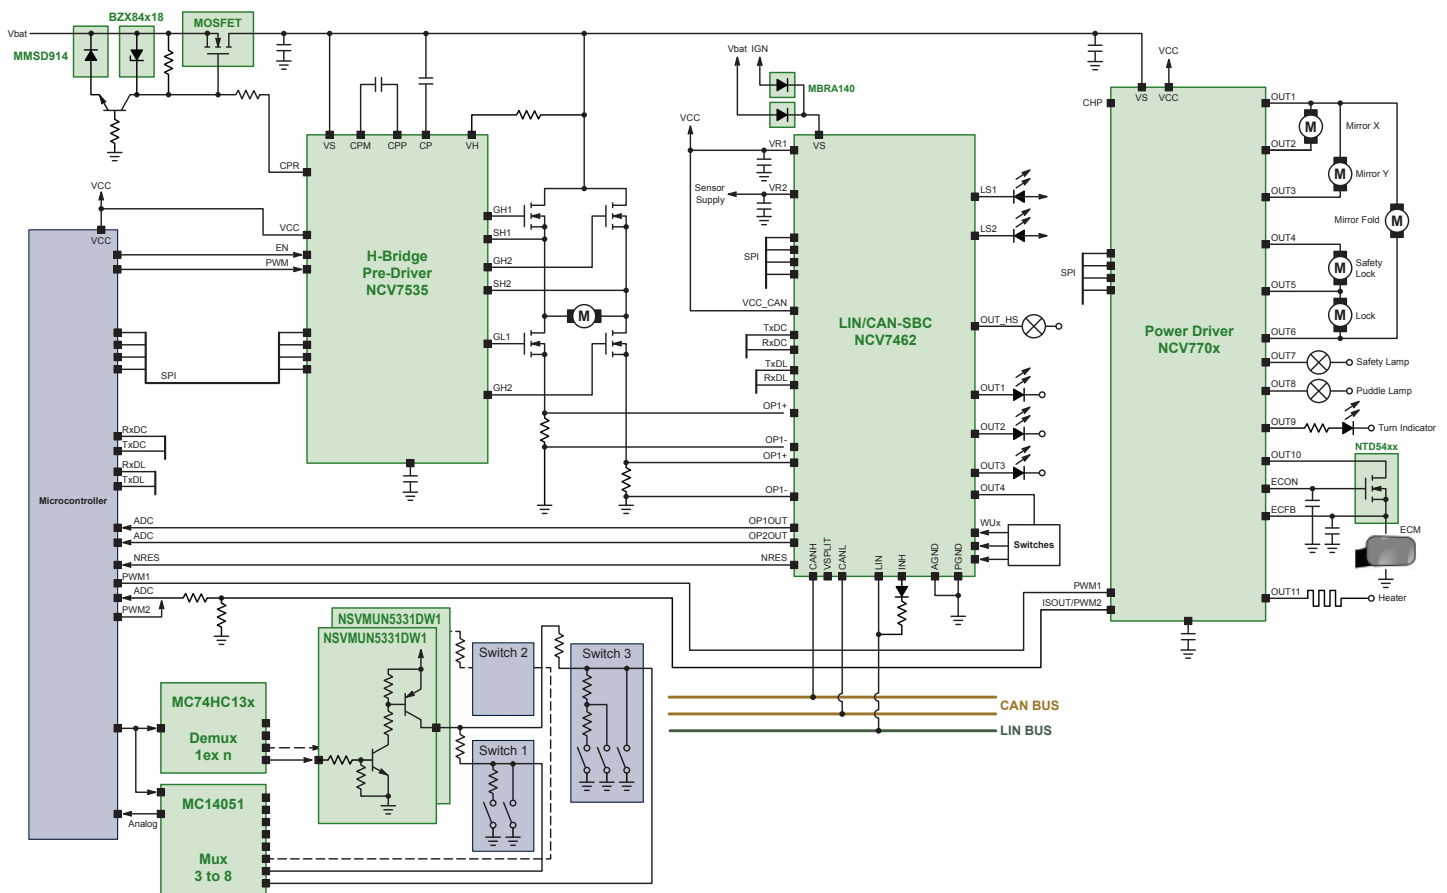 BZX84x18
MOSFET
Vbat
MMSD914
Vbat IGN
MBRA140
VCC
VCC
VS
CPM
CPP
CP
VH
VS
VS
VCC
CPR
VCC
VCC
VCC
H-Bridge
Pre-Driver
NCV7535
EN
PWM
SPI
GH1
SH1
GH2
SH2
GL1
GH2
M
Microcontroller
RxDC
TxDC
RxDL
TxDL
ADC
ADC
NRES
PWM1
ADC
PWM2
Analog
VR1
VR2
Sensor
Supply
SPI
VCC_CAN
TxDC
RxDC
TxDL
RxDL
OP1+
OP1-
OP1+
OP1-
OP1OUT
OP2OUT
NRES
LIN/CAN-SBC
NCV7462
LS1
LS2
OUT_HS
OUT1
OUT2
OUT3
OUT4
WUx
Switches
CANH
VSPLIT
CANL
LIN
INH
AGND
PGND
CHP
SPI
Power Driver
NCV770x
PWM1
ISOUT/PWM2
OUT1
OUT2
OUT3
OUT4
OUT5
OUT6
OUT7
OUT8
OUT9
OUT10
ECON
ECFB
OUT11
M
Mirror X
M
Mirror Y
M
Mirror Fold
M
Safety
Lock
M
Lock
Safety Lamp
Puddle Lamp
Turn Indicator
NTD54xx
ECM
Heater
NSVMUN5331DW1
NSVMUN5331DW1
Switch 2
Switch 3
Switch 1
MC74HC13x
Demux
1ex n
MC14051
Mux
3 to 8
CAN BUS
LIN BUS